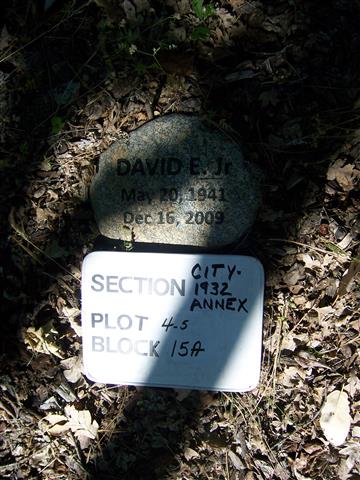 DAVID E. Jr
May 20, 1941
Dec 16, 2009
SECTION CITY-
1932
ANNEX
PLOT 4-5
BLOCK 15A